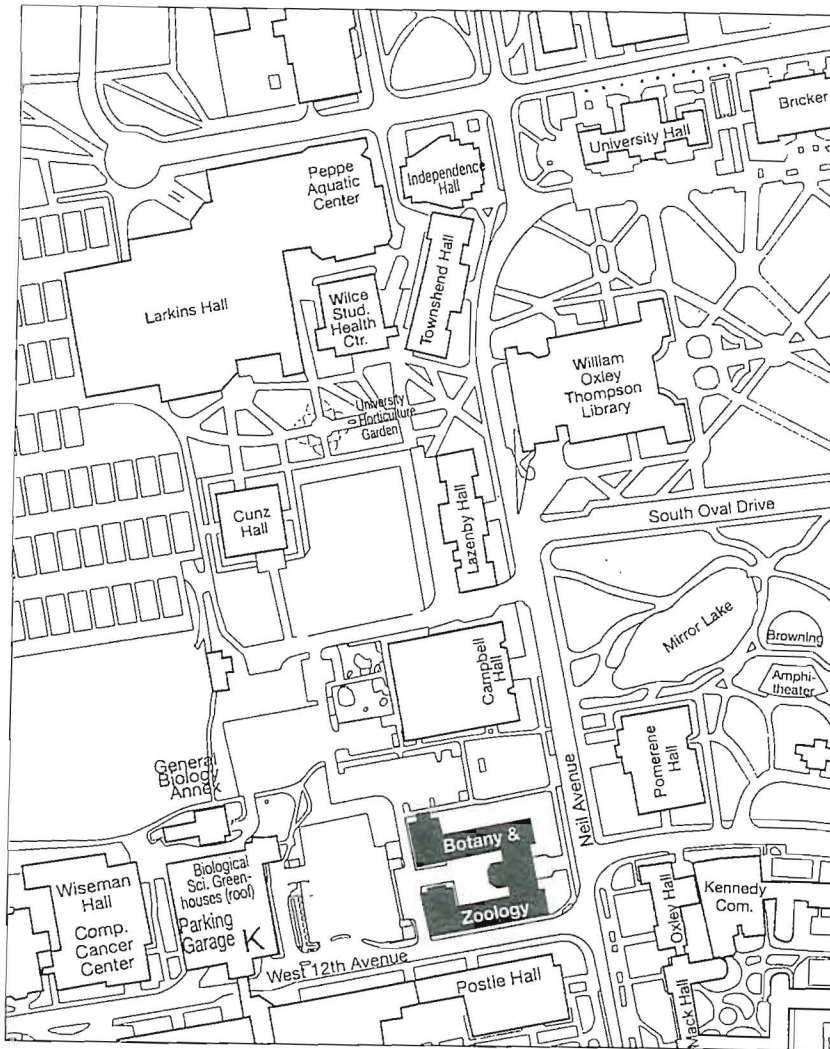 Bricker
University Hall
Peppe
Aquatic
Center
Independence
Hall
Townshend Hall
Larkins Hall
Wilce
Stud.
Health
Ctr.
William
Oxley
Thompson
Library
University
Horticulture
Garden
Cunz
Hall
Lazenby Hall
South Oval Drive
Mirror Lake
Browning
Amphi-
theater
Campbell
Hall
Pomerene
Hall
Neil Avenue
General
Biology
Annex
Botany &
Zoology
Biological
Sci. Green-
houses (roof)
Parking
Garage K
Wiseman
Hall
Comp.
Cancer
Center
Oxley Hall
Kennedy
Com.
West 12th Avenue
Postle Hall
Mack Hall